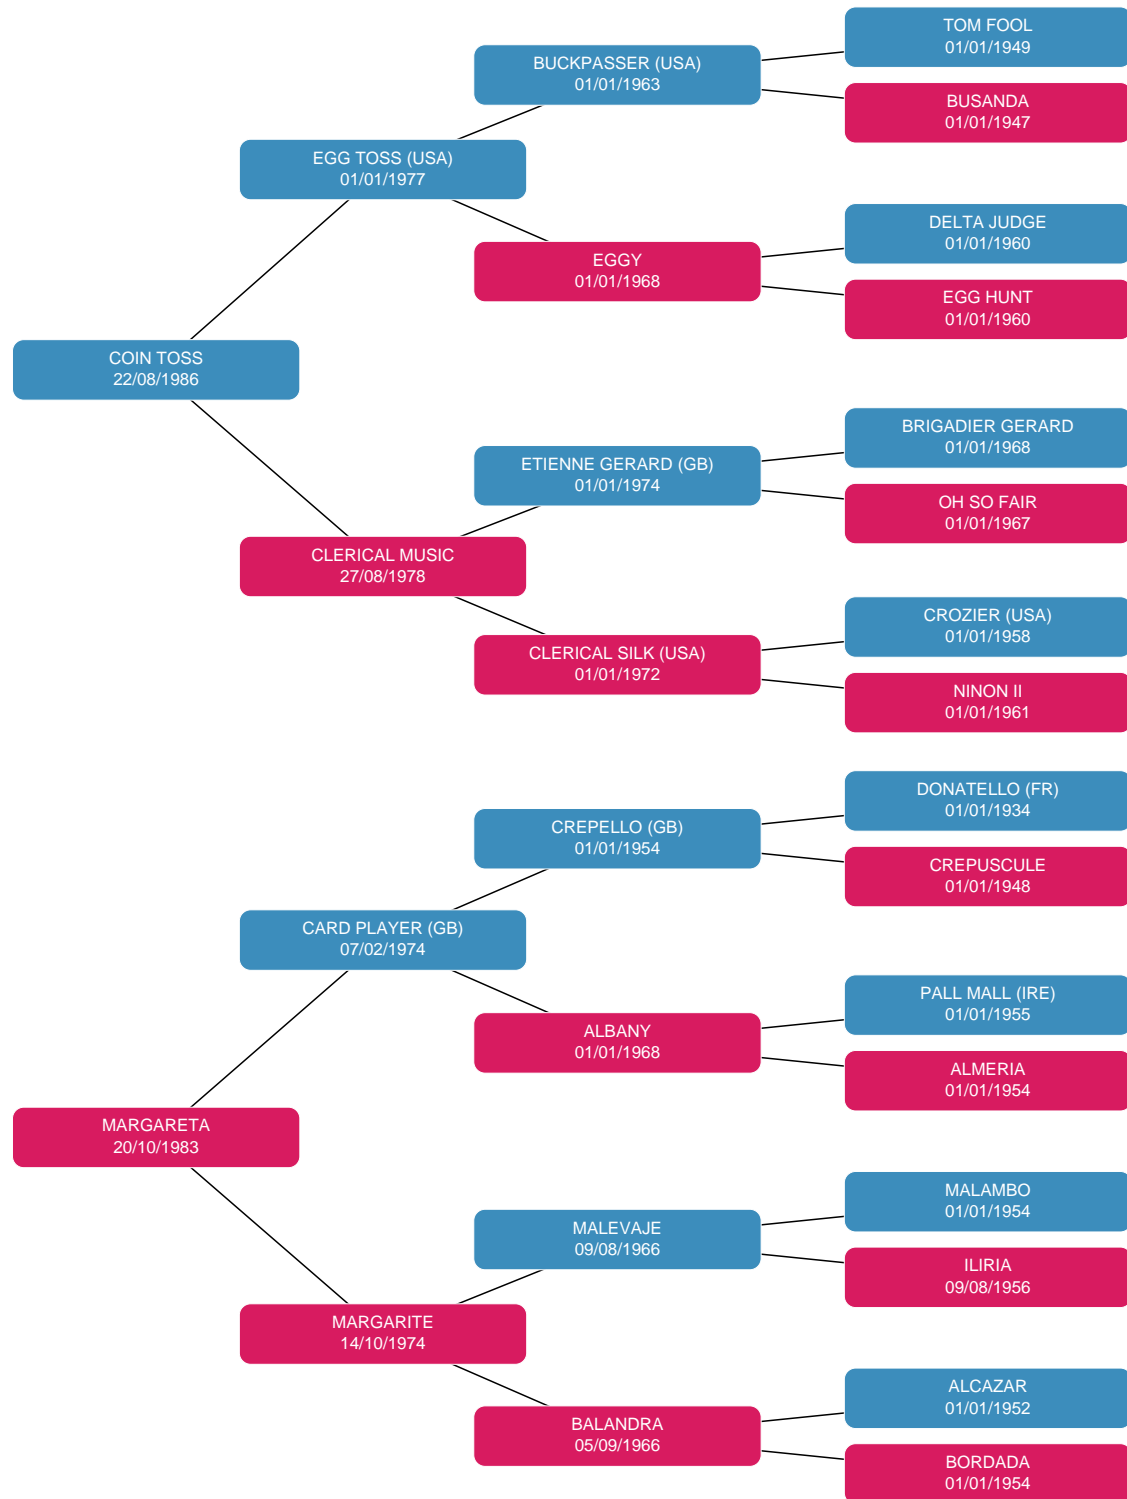 TOM FOOL
01/01/1949
BUCKPASSER (USA)
01/01/1963
BUSANDA
01/01/1947
EGG TOSS (USA)
01/01/1977
DELTA JUDGE
01/01/1960
EGGY
01/01/1968
EGG HUNT
01/01/1960
COIN TOSS
22/08/1986
BRIGADIER GERARD
01/01/1968
ETIENNE GERARD (GB)
01/01/1974
OH SO FAIR
01/01/1967
CLERICAL MUSIC
27/08/1978
CROZIER (USA)
01/01/1958
CLERICAL SILK (USA)
01/01/1972
NINON II
01/01/1961
DONATELLO (FR)
01/01/1934
CREPELLO (GB)
01/01/1954
CREPUSCULE
01/01/1948
CARD PLAYER (GB)
07/02/1974
PALL MALL (IRE)
01/01/1955
ALBANY
01/01/1968
ALMERIA
01/01/1954
MARGARETA
20/10/1983
MALAMBO
01/01/1954
MALEVAJE
09/08/1966
ILIRIA
09/08/1956
MARGARITE
14/10/1974
ALCAZAR
01/01/1952
BALANDRA
05/09/1966
BORDADA
01/01/1954